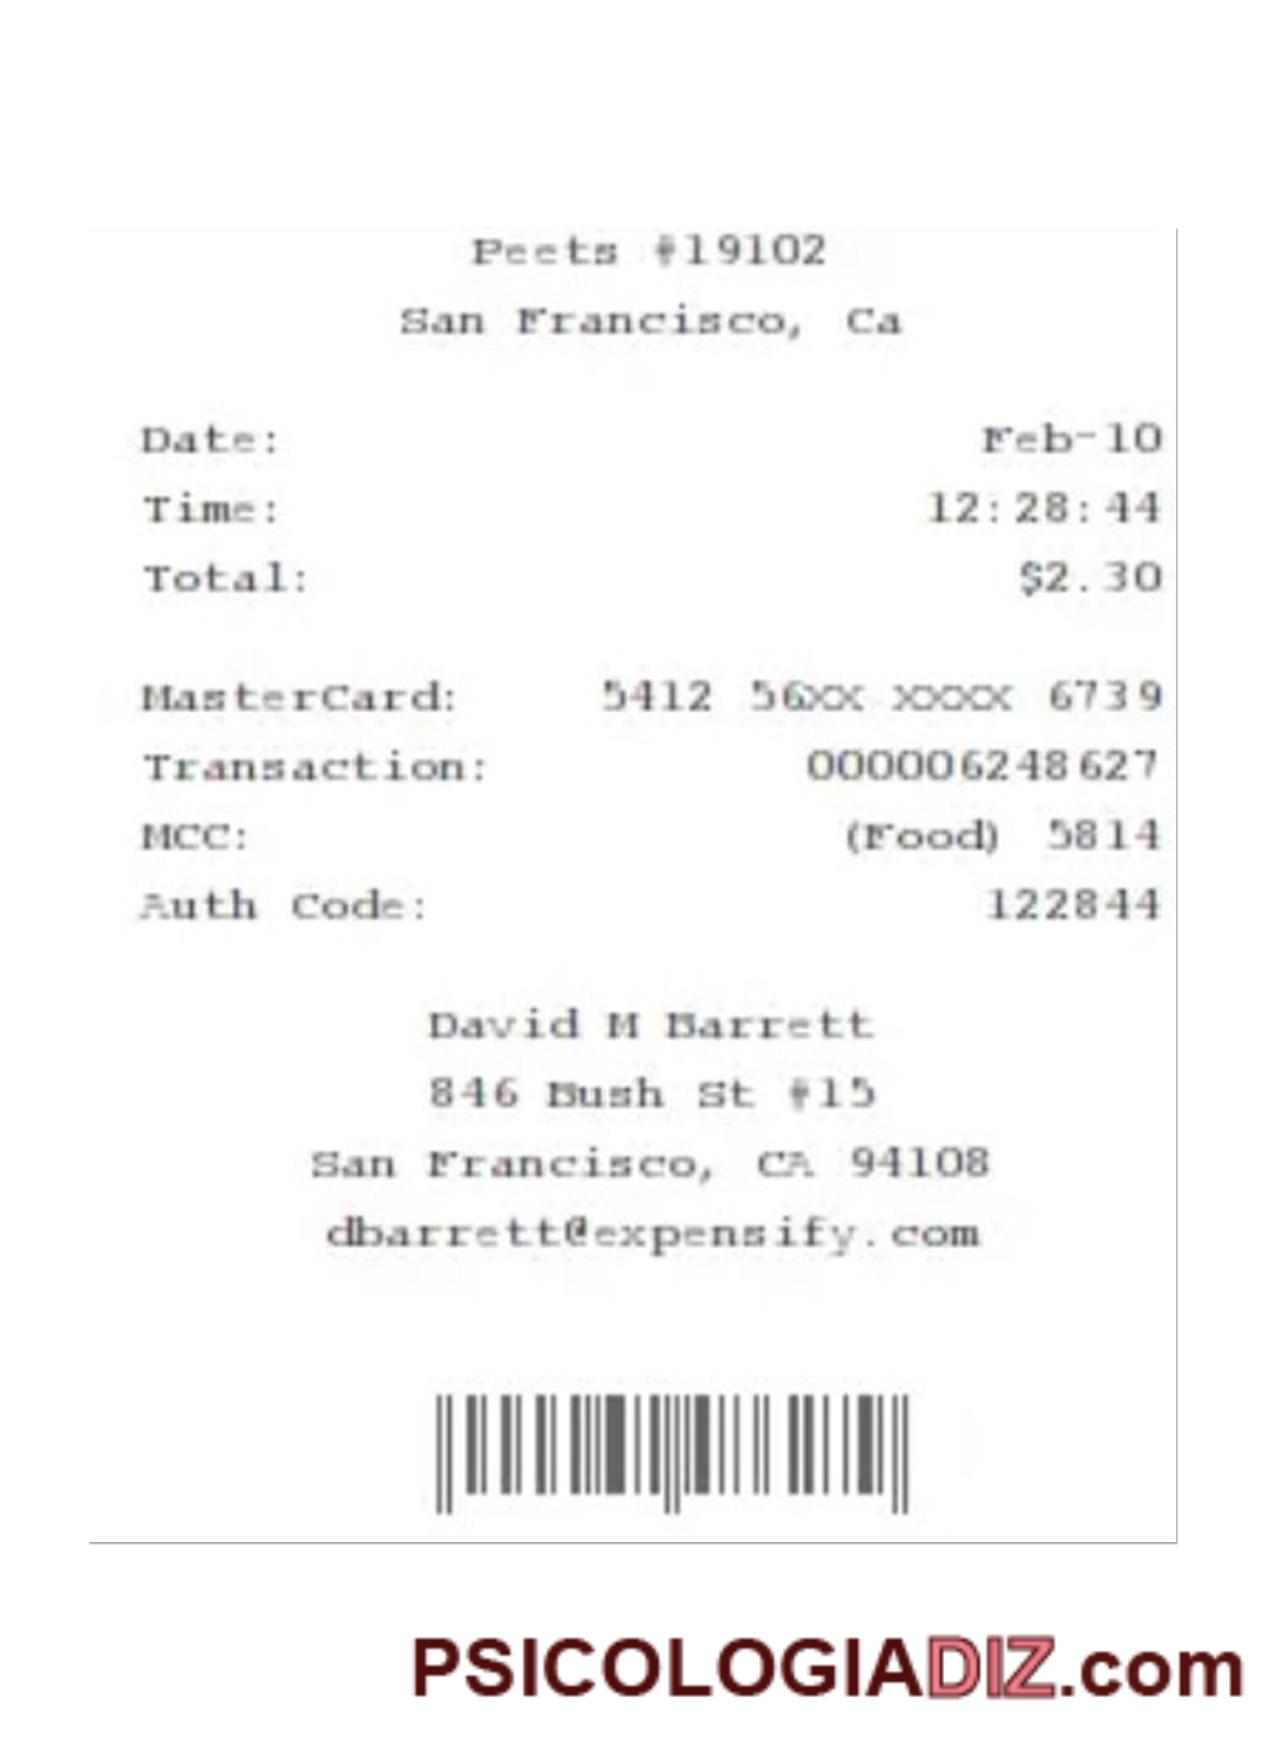 Peets #19102
San Francisco, Ca
Date: Feb-10
Time: 12:28:44
Total: $2.30
MasterCard: 5412 56xx xxxx 6739
Transaction: 000006248627
MCC: (Food) 5814
Auth Code: 122844
David M Barrett
846 Bush St #15
San Francisco, CA 94108
dbarrett@expensify.com
PSICOLOGIADIZ.com